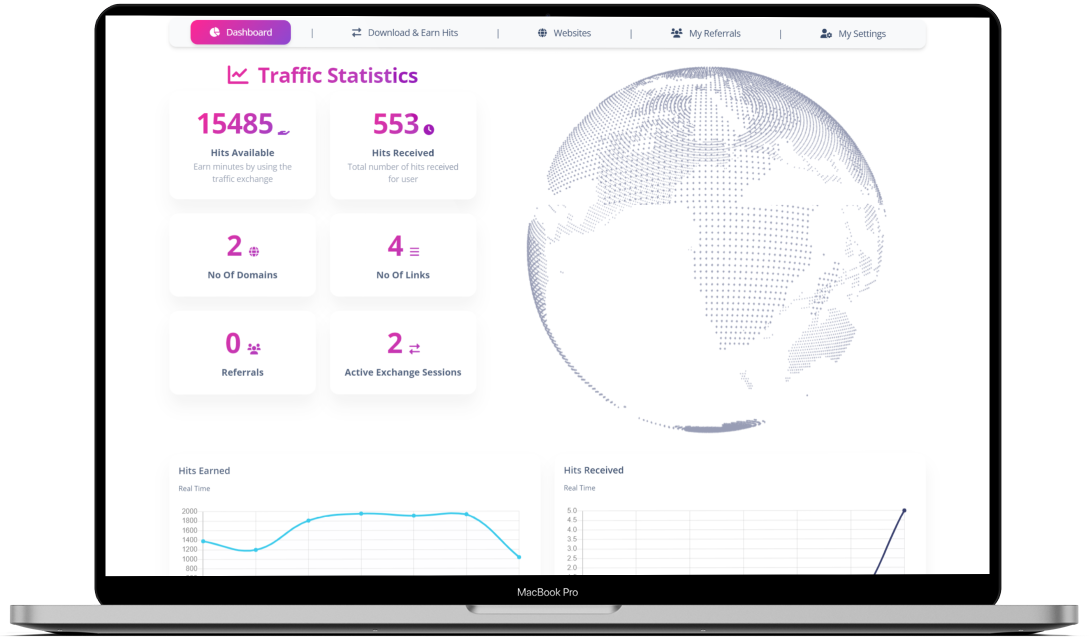 Dashboard | Download & Earn Hits | Websites | My Referrals | My Settings
Traffic Statistics
15485
Hits Available
Earn minutes by using the
traffic exchange
553
Hits Received
Total number of hits received
for user
2
No Of Domains
4
No Of Links
0
Referrals
2
Active Exchange Sessions
Hits Earned
Real Time
2000
1800
1600
1400
1200
1000
800
Hits Received
Real Time
5.0
4.5
4.0
3.5
3.0
2.5
2.0
MacBook Pro